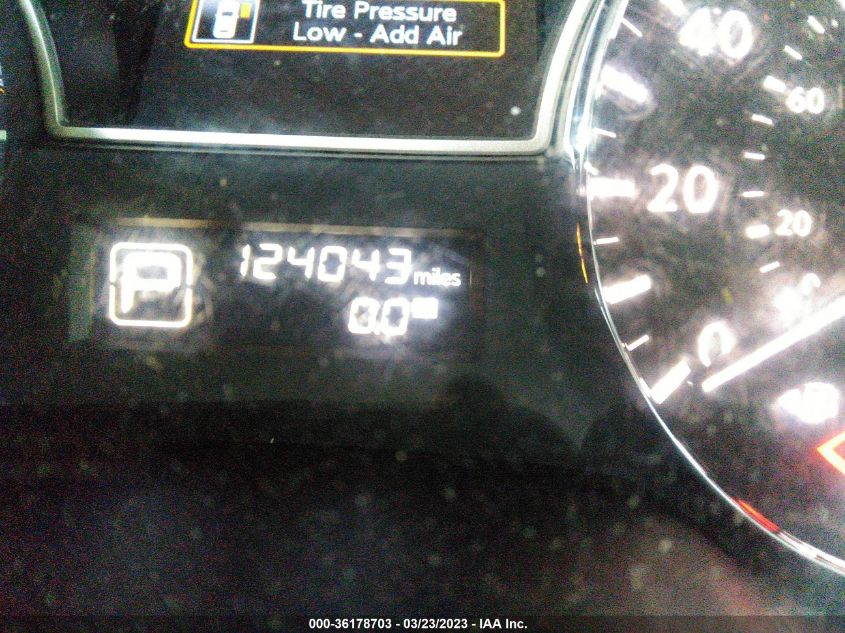 Tire Pressure
Low - Add Air
40
60
20
20
P
124043 miles
0.0
0
000-36178703 - 03/23/2023 - IAA Inc.